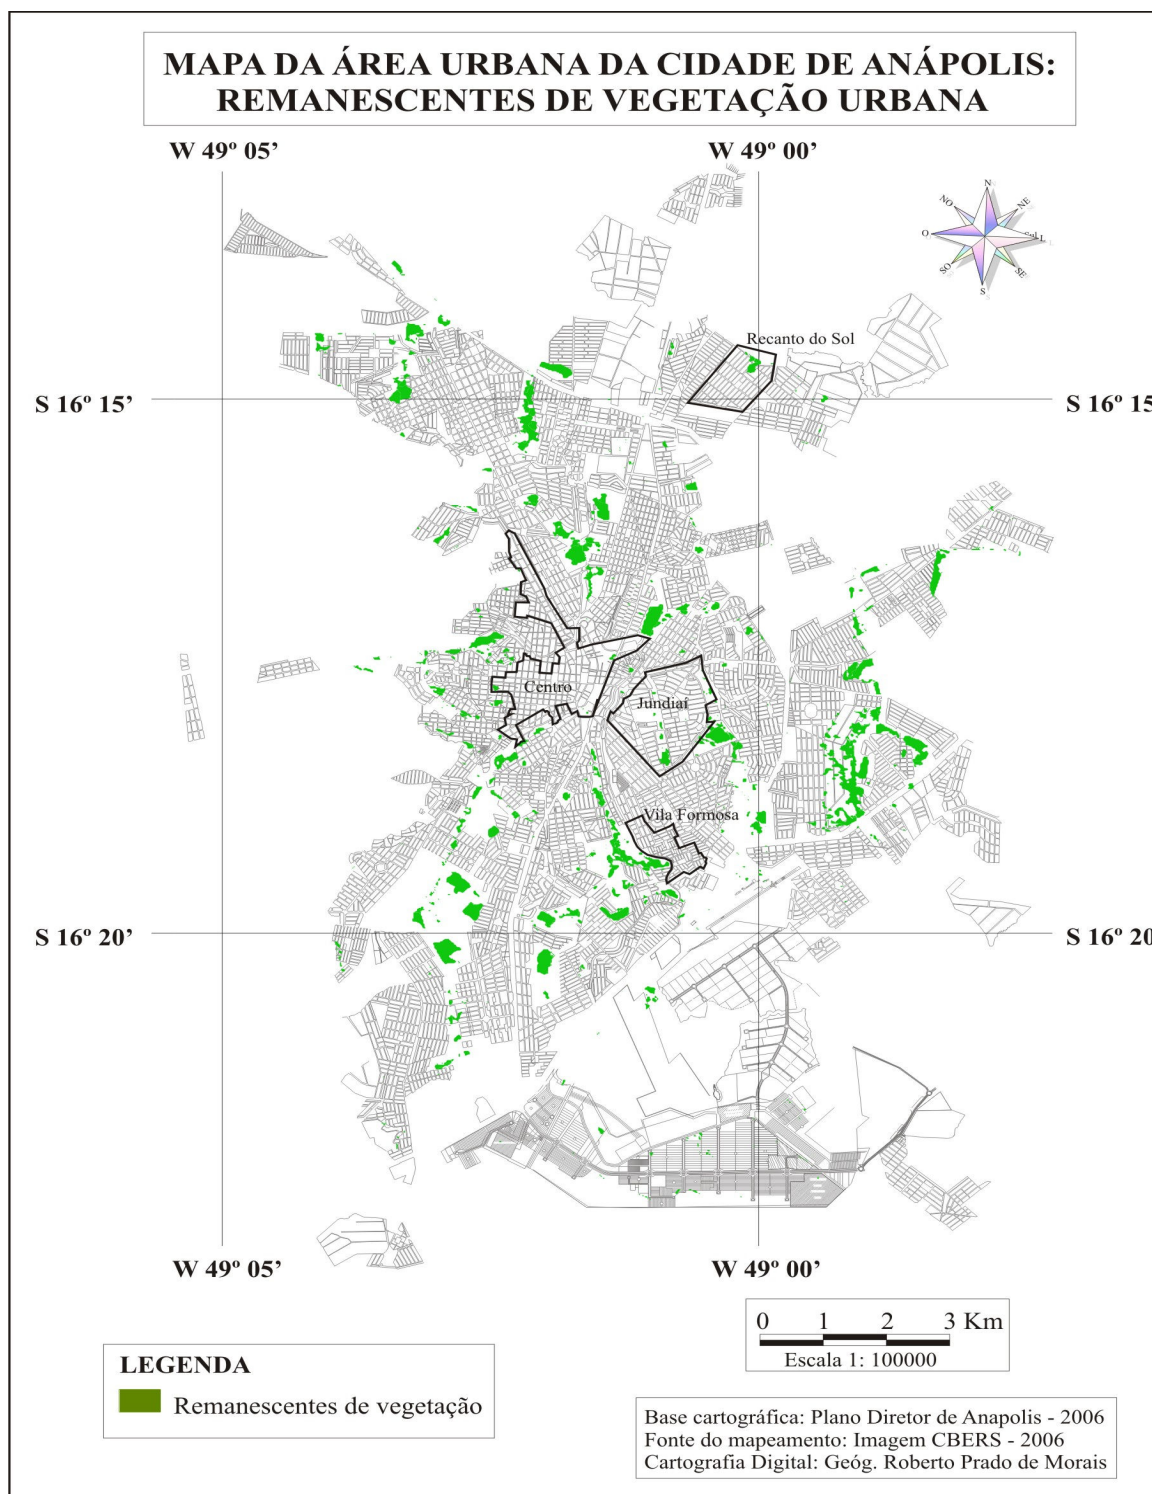 MAPA DA ÁREA URBANA DA CIDADE DE ANÁPOLIS:
REMANESCENTES DE VEGETAÇÃO URBANA
W 49º 05’
W 49º 00’
N
NO
NE
O
Sol L
SO
SE
S
Recanto do Sol
S 16º 15’
S 16º 15
Centro
Jundiaí
Vila Formosa
S 16º 20’
S 16º 20
W 49º 05’
W 49º 00’
0 1 2 3 Km
Escala 1: 100000
LEGENDA
Remanescentes de vegetação
Base cartográfica: Plano Diretor de Anapolis - 2006
Fonte do mapeamento: Imagem CBERS - 2006
Cartografia Digital: Geóg. Roberto Prado de Morais